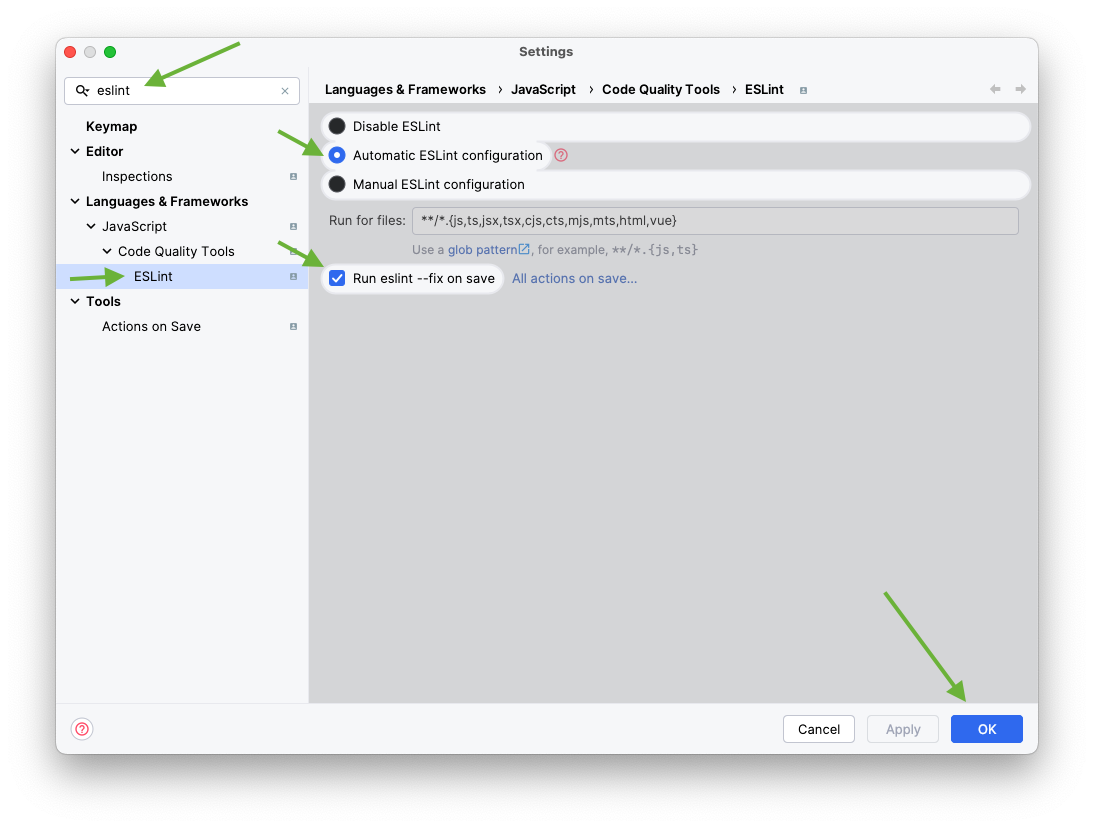 Settings
eslint
Keymap
Editor
Inspections
Languages & Frameworks
JavaScript
Code Quality Tools
ESLint
Tools
Actions on Save
Languages & Frameworks › JavaScript › Code Quality Tools › ESLint
Disable ESLint
Automatic ESLint configuration
Manual ESLint configuration
Run for files: **/*.{js,ts,jsx,tsx,cjs,cts,mjs,mts,html,vue}
Use a glob pattern, for example, **/*.{js,ts}
Run eslint --fix on save All actions on save...
Cancel Apply OK